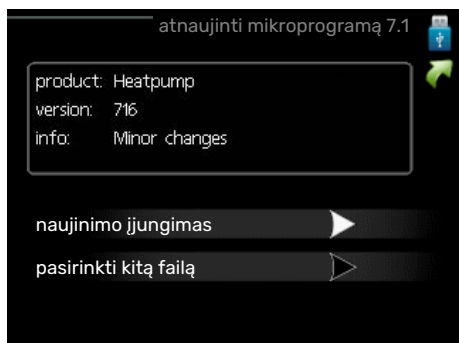 atnaujinti mikroprogramą 7.1
product: Heatpump
version: 716
info: Minor changes
naujinimo įjungimas
pasirinkti kitą failą